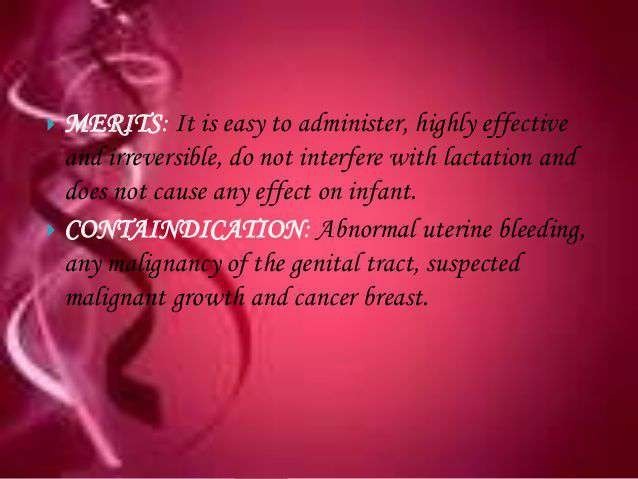 MERITS: It is easy to administer, highly effective
and irreversible, do not interfere with lactation and
does not cause any effect on infant.
CONTAINDICATION: Abnormal uterine bleeding,
any malignancy of the genital tract, suspected
malignant growth and cancer breast.